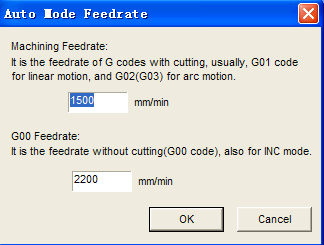 Auto Mode Feedrate
Machining Feedrate:
It is the feedrate of G codes with cutting, usually, G01 code
for linear motion, and G02(G03) for arc motion.
1500 mm/min
G00 Feedrate:
It is the feedrate without cutting(G00 code), also for INC mode.
2200 mm/min
OK Cancel